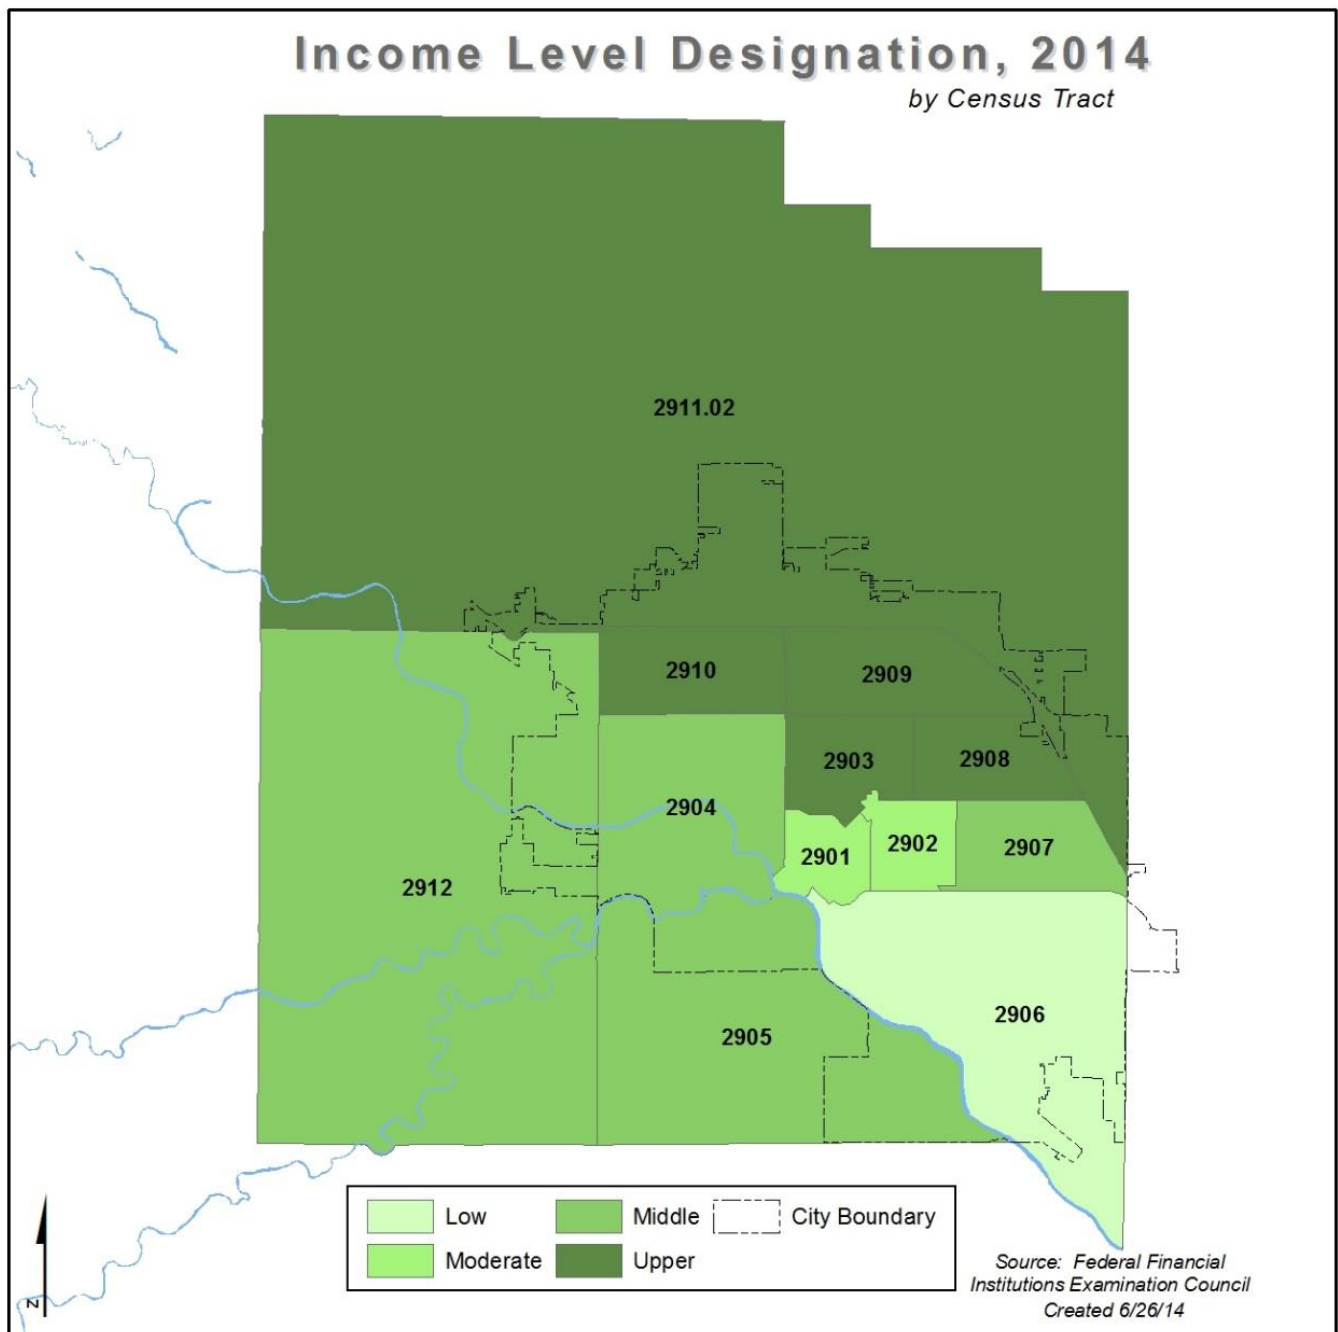 Income Level Designation, 2014
by Census Tract
2911.02
2910
2909
2903
2908
2904
2901
2902
2907
2912
2906
2905
Low
Middle
City Boundary
Moderate
Upper
Source: Federal Financial
Institutions Examination Council
Created 6/26/14
N